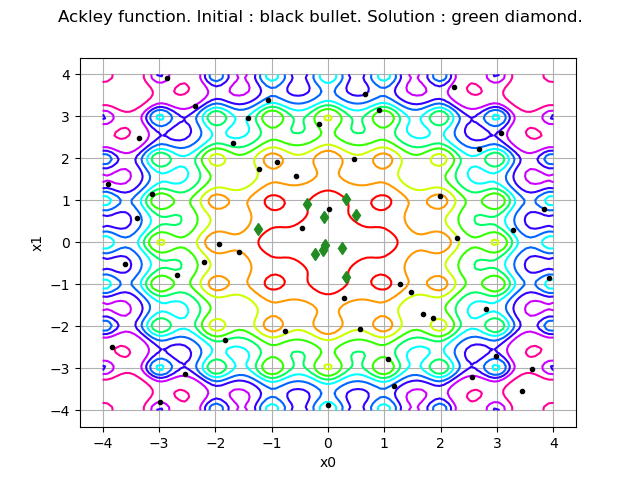 Ackley function. Initial : black bullet. Solution : green diamond.
4
3
2
1
0
−1
−2
−3
−4
x1
−4 −3 −2 −1 0 1 2 3 4
x0